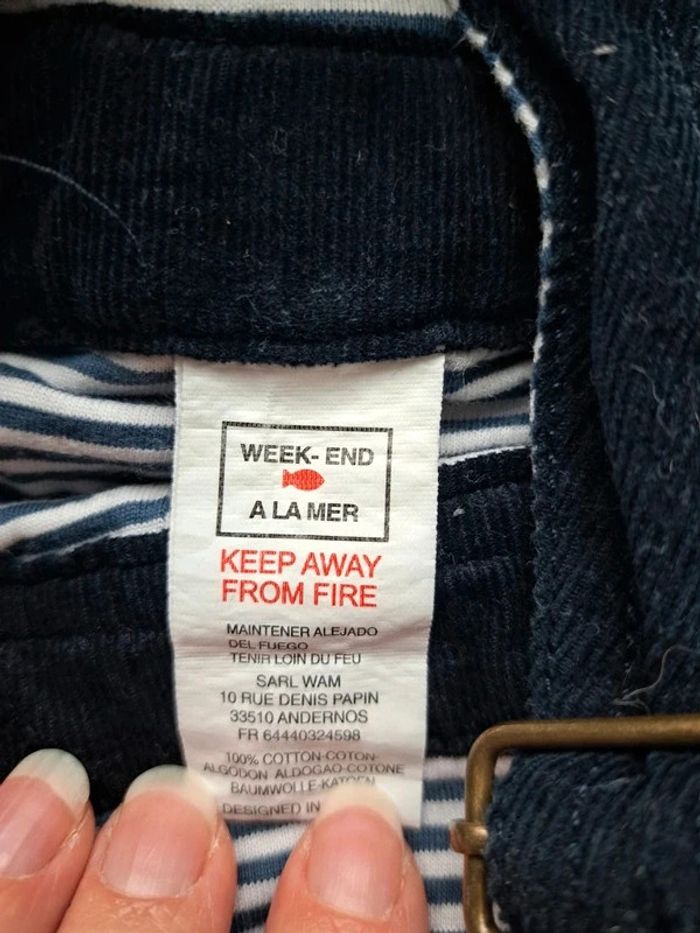 WEEK-END
A LA MER
KEEP AWAY
FROM FIRE
MAINTENER ALEJADO
DEL FUEGO
TENIR LOIN DU FEU
SARL WAM
10 RUE DENIS PAPIN
33510 ANDERNOS
FR 64440324598
100% COTTON-COTON-
ALGODON ALDOGAO-COTONE
BAUMWOLLE-KATOEN
DESIGNED IN